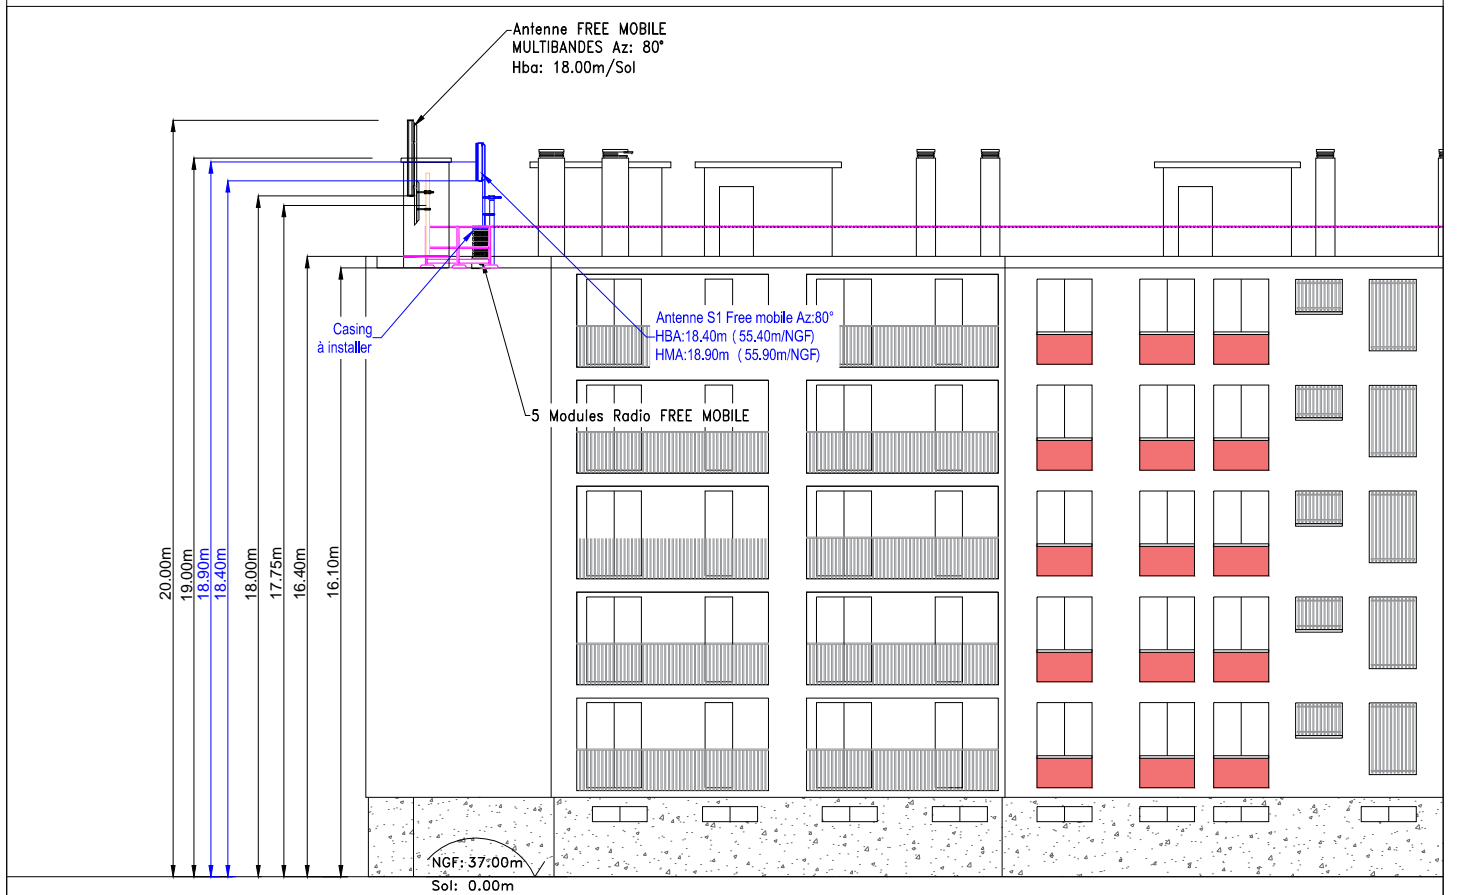 Antenne FREE MOBILE
MULTIBANDES Az: 80°
Hba: 18.00m/Sol
Antenne S1 Free mobile Az:80°
HBA:18.40m ( 55.40m/NGF)
HMA:18.90m ( 55.90m/NGF)
Casing
à installer
5 Modules Radio FREE MOBILE
20.00m
19.00m
18.90m
18.40m
18.00m
17.75m
16.40m
16.10m
NGF: 37.00m
Sol: 0.00m